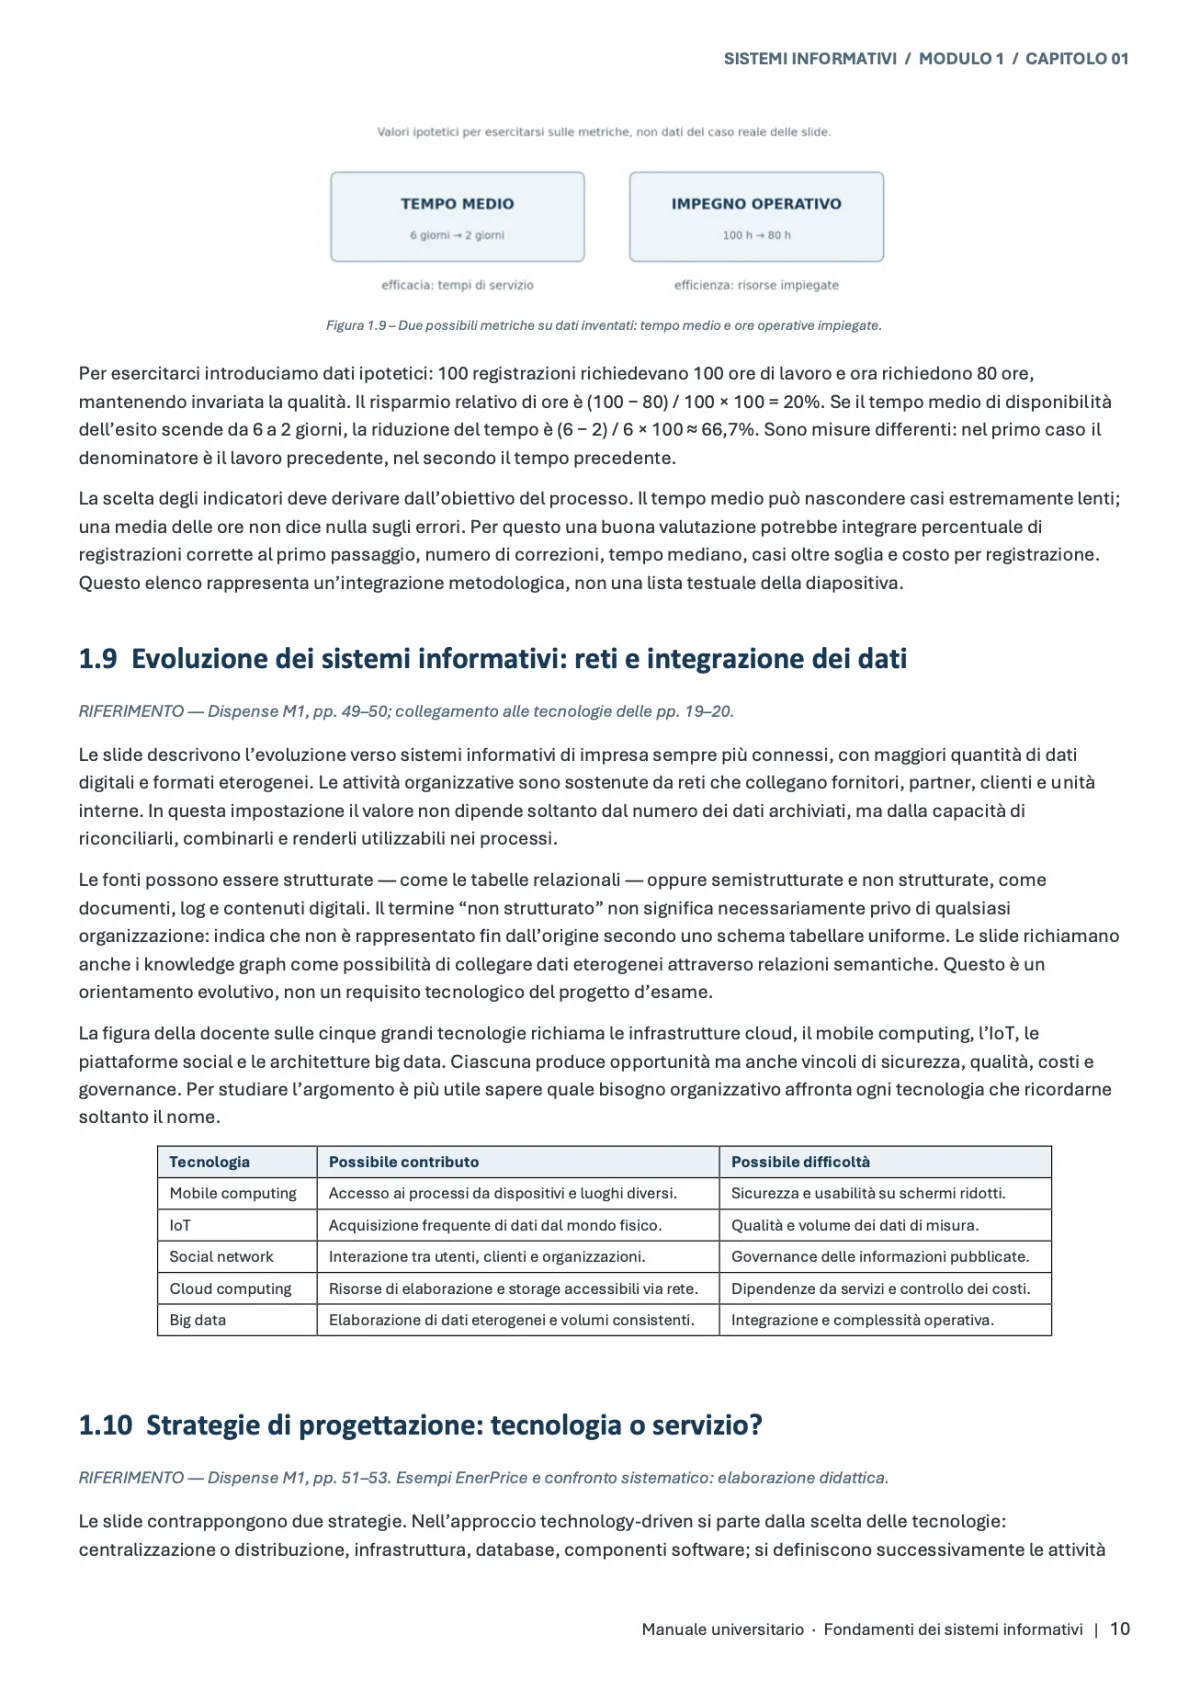 SISTEMI INFORMATIVI / MODULO 1 / CAPITOLO 01
Valori ipotetici per esercitarsi sulle metriche, non dati del caso reale delle slide.
TEMPO MEDIO
6 giorni → 2 giorni
efficacia: tempi di servizio
IMPEGNO OPERATIVO
100 h → 80 h
efficienza: risorse impiegate
Figura 1.9 – Due possibili metriche su dati inventati: tempo medio e ore operative impiegate.
Per esercitarci introduciamo dati ipotetici: 100 registrazioni richiedevano 100 ore di lavoro e ora richiedono 80 ore,
mantenendo invariata la qualità. Il risparmio relativo di ore è (100 − 80) / 100 × 100 = 20%. Se il tempo medio di disponibilità
dell’esito scende da 6 a 2 giorni, la riduzione del tempo è (6 − 2) / 6 × 100 ≈ 66,7%. Sono misure differenti: nel primo caso il
denominatore è il lavoro precedente, nel secondo il tempo precedente.
La scelta degli indicatori deve derivare dall’obiettivo del processo. Il tempo medio può nascondere casi estremamente lenti;
una media delle ore non dice nulla sugli errori. Per questo una buona valutazione potrebbe integrare percentuale di
registrazioni corrette al primo passaggio, numero di correzioni, tempo mediano, casi oltre soglia e costo per registrazione.
Questo elenco rappresenta un’integrazione metodologica, non una lista testuale della diapositiva.
1.9 Evoluzione dei sistemi informativi: reti e integrazione dei dati
RIFERIMENTO — Dispense M1, pp. 49–50; collegamento alle tecnologie delle pp. 19–20.
Le slide descrivono l’evoluzione verso sistemi informativi di impresa sempre più connessi, con maggiori quantità di dati
digitali e formati eterogenei. Le attività organizzative sono sostenute da reti che collegano fornitori, partner, clienti e unità
interne. In questa impostazione il valore non dipende soltanto dal numero dei dati archiviati, ma dalla capacità di
riconciliarli, combinarli e renderli utilizzabili nei processi.
Le fonti possono essere strutturate — come le tabelle relazionali — oppure semistrutturate e non strutturate, come
documenti, log e contenuti digitali. Il termine “non strutturato” non significa necessariamente privo di qualsiasi
organizzazione: indica che non è rappresentato fin dall’origine secondo uno schema tabellare uniforme. Le slide richiamano
anche i knowledge graph come possibilità di collegare dati eterogenei attraverso relazioni semantiche. Questo è un
orientamento evolutivo, non un requisito tecnologico del progetto d’esame.
La figura della docente sulle cinque grandi tecnologie richiama le infrastrutture cloud, il mobile computing, l’IoT, le
piattaforme social e le architetture big data. Ciascuna produce opportunità ma anche vincoli di sicurezza, qualità, costi e
governance. Per studiare l’argomento è più utile sapere quale bisogno organizzativo affronta ogni tecnologia che ricordarne
soltanto il nome.
Tecnologia Possibile contributo Possibile difficoltà
Mobile computing Accesso ai processi da dispositivi e luoghi diversi. Sicurezza e usabilità su schermi ridotti.
IoT Acquisizione frequente di dati dal mondo fisico. Qualità e volume dei dati di misura.
Social network Interazione tra utenti, clienti e organizzazioni. Governance delle informazioni pubblicate.
Cloud computing Risorse di elaborazione e storage accessibili via rete. Dipendenze da servizi e controllo dei costi.
Big data Elaborazione di dati eterogenei e volumi consistenti. Integrazione e complessità operativa.
1.10 Strategie di progettazione: tecnologia o servizio?
RIFERIMENTO — Dispense M1, pp. 51–53. Esempi EnerPrice e confronto sistematico: elaborazione didattica.
Le slide contrappongono due strategie. Nell’approccio technology-driven si parte dalla scelta delle tecnologie:
centralizzazione o distribuzione, infrastruttura, database, componenti software; si definiscono successivamente le attività
Manuale universitario · Fondamenti dei sistemi informativi | 10